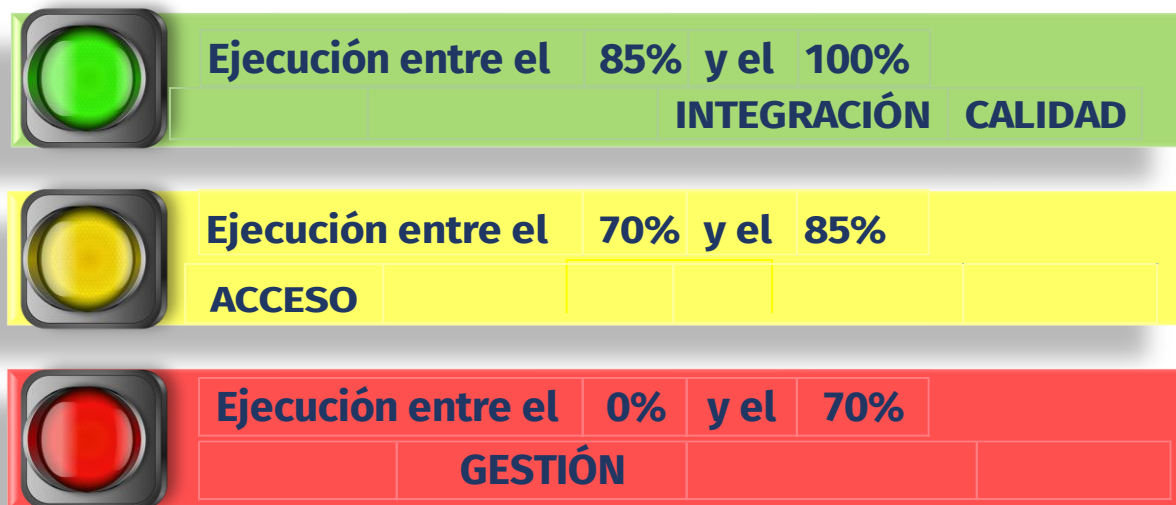 Ejecución entre el 85% y el 100%
INTEGRACIÓN CALIDAD
Ejecución entre el 70% y el 85%
ACCESO
Ejecución entre el 0% y el 70%
GESTIÓN